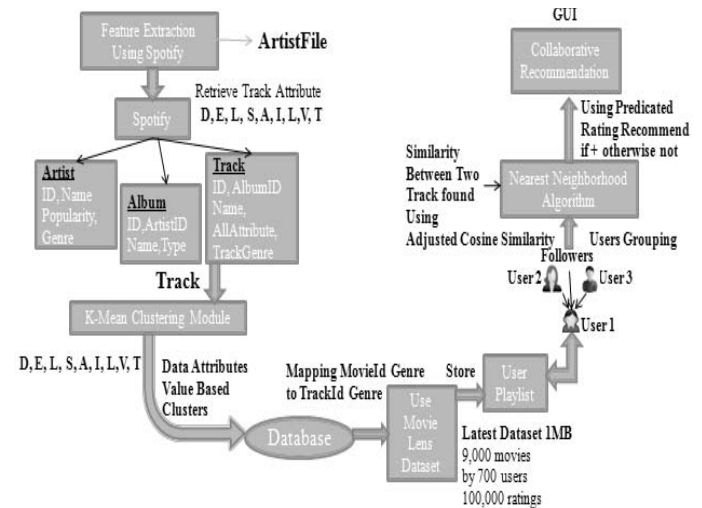 Feature Extraction
Using Spotify
ArtistFile
Retrieve Track Attribute
D, E, L, S, A, I, L, V, T
Spotify
Artist
ID, Name
Popularity,
Genre
Album
ID,ArtistID
Name,Type
Track
ID, AlbumID
Name,
AllAttribute,
TrackGenre
Track
K-Mean Clustering Module
D, E, L, S, A, I, L, V, T
Data Attributes
Value Based
Clusters
Database
Mapping MovieId Genre
to TrackId Genre
Use
Movie
Lens
Dataset
Store
User
Playlist
Latest Dataset 1MB
9,000 movies
by 700 users
100,000 ratings
GUI
Collaborative
Recommendation
Using Predicated
Rating Recommend
if+ otherwise not
Similarity
Between Two
Track found
Using
Adjusted Cosine Similarity
Nearest Neighborhood
Algorithm
Users Grouping
Followers
User 2
User 3
User 1